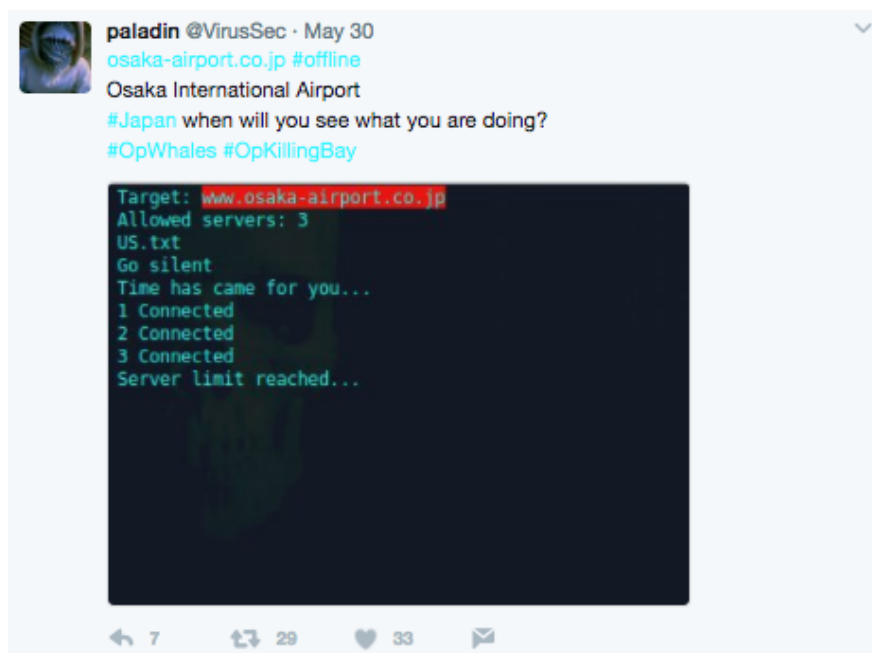 paladin @VirusSec · May 30
osaka-airport.co.jp #offline
Osaka International Airport
#Japan when will you see what you are doing?
#OpWhales #OpKillingBay
Target: www.osaka-airport.co.jp
Allowed servers: 3
US.txt
Go silent
Time has came for you...
1 Connected
2 Connected
3 Connected
Server limit reached...
7 29 33